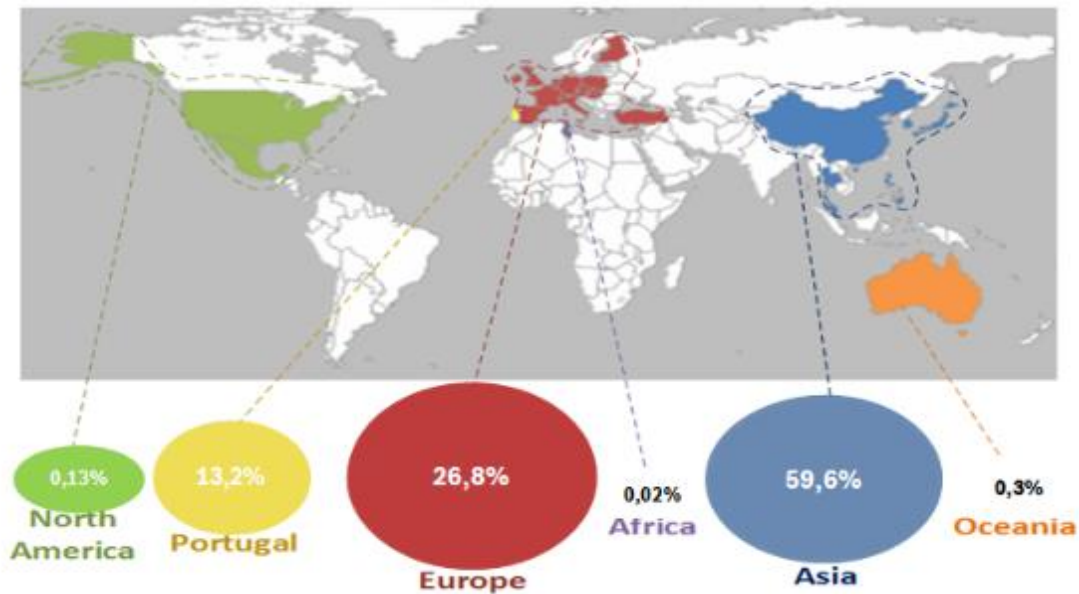 0,13%
North
America
13,2%
Portugal
26,8%
Europe
0,02%
Africa
59,6%
Asia
0,3%
Oceania